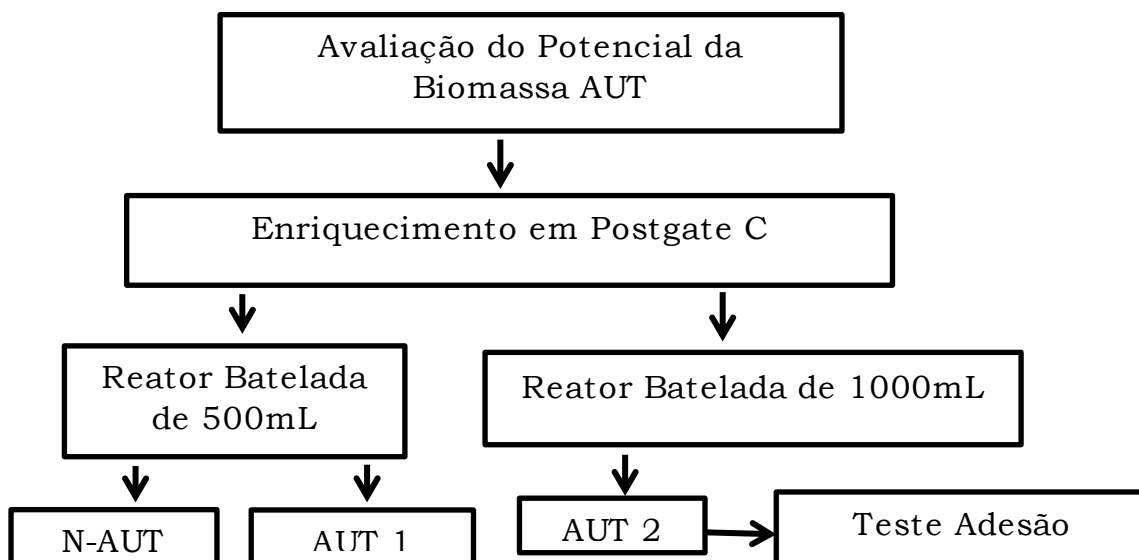 Avaliação do Potencial da
Biomassa AUT
Enriquecimento em Postgate C
Reator Batelada
de 500mL
Reator Batelada de 1000mL
N-AUT
AUT 1
AUT 2
Teste Adesão